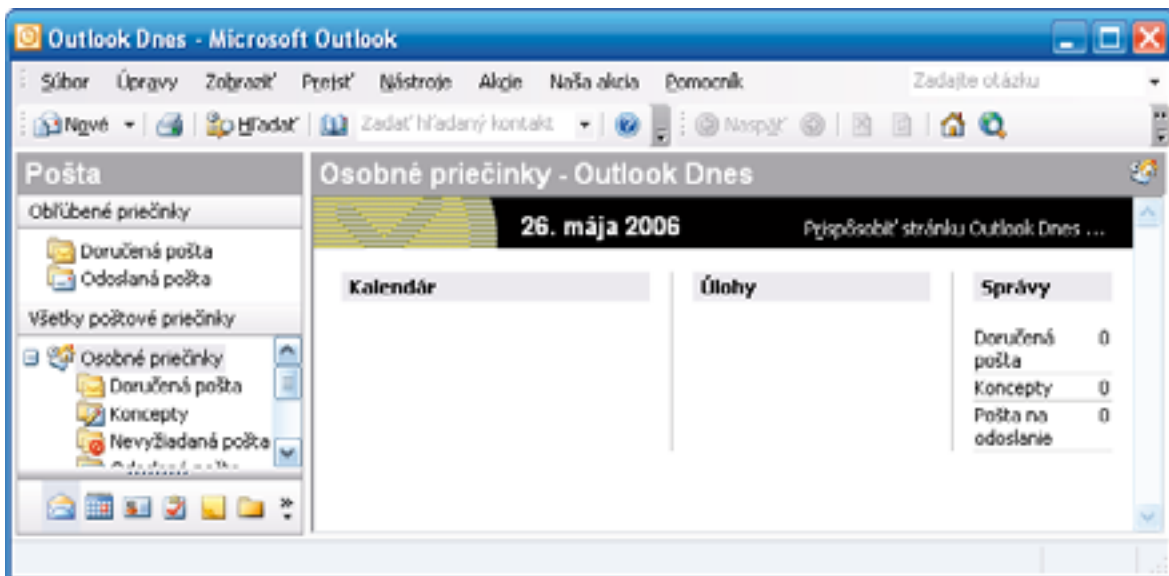 Outlook Dnes - Microsoft Outlook
Súbor Úpravy Zobraziť Prejsť Nástroje Akcie Naša akcia Pomocník Zadajte otázku
Nové Hľadať Zadať hľadaný kontakt Naspäť
Pošta
Osobné priečinky - Outlook Dnes
Obľúbené priečinky
Doručená pošta
Odoslaná pošta
Všetky poštové priečinky
Osobné priečinky
Doručená pošta
Koncepty
Nevyžiadaná pošta
26. mája 2006 Prispôsobiť stránku Outlook Dnes ...
Kalendár
Úlohy
Správy
Doručená pošta 0
Koncepty 0
Pošta na odoslanie 0